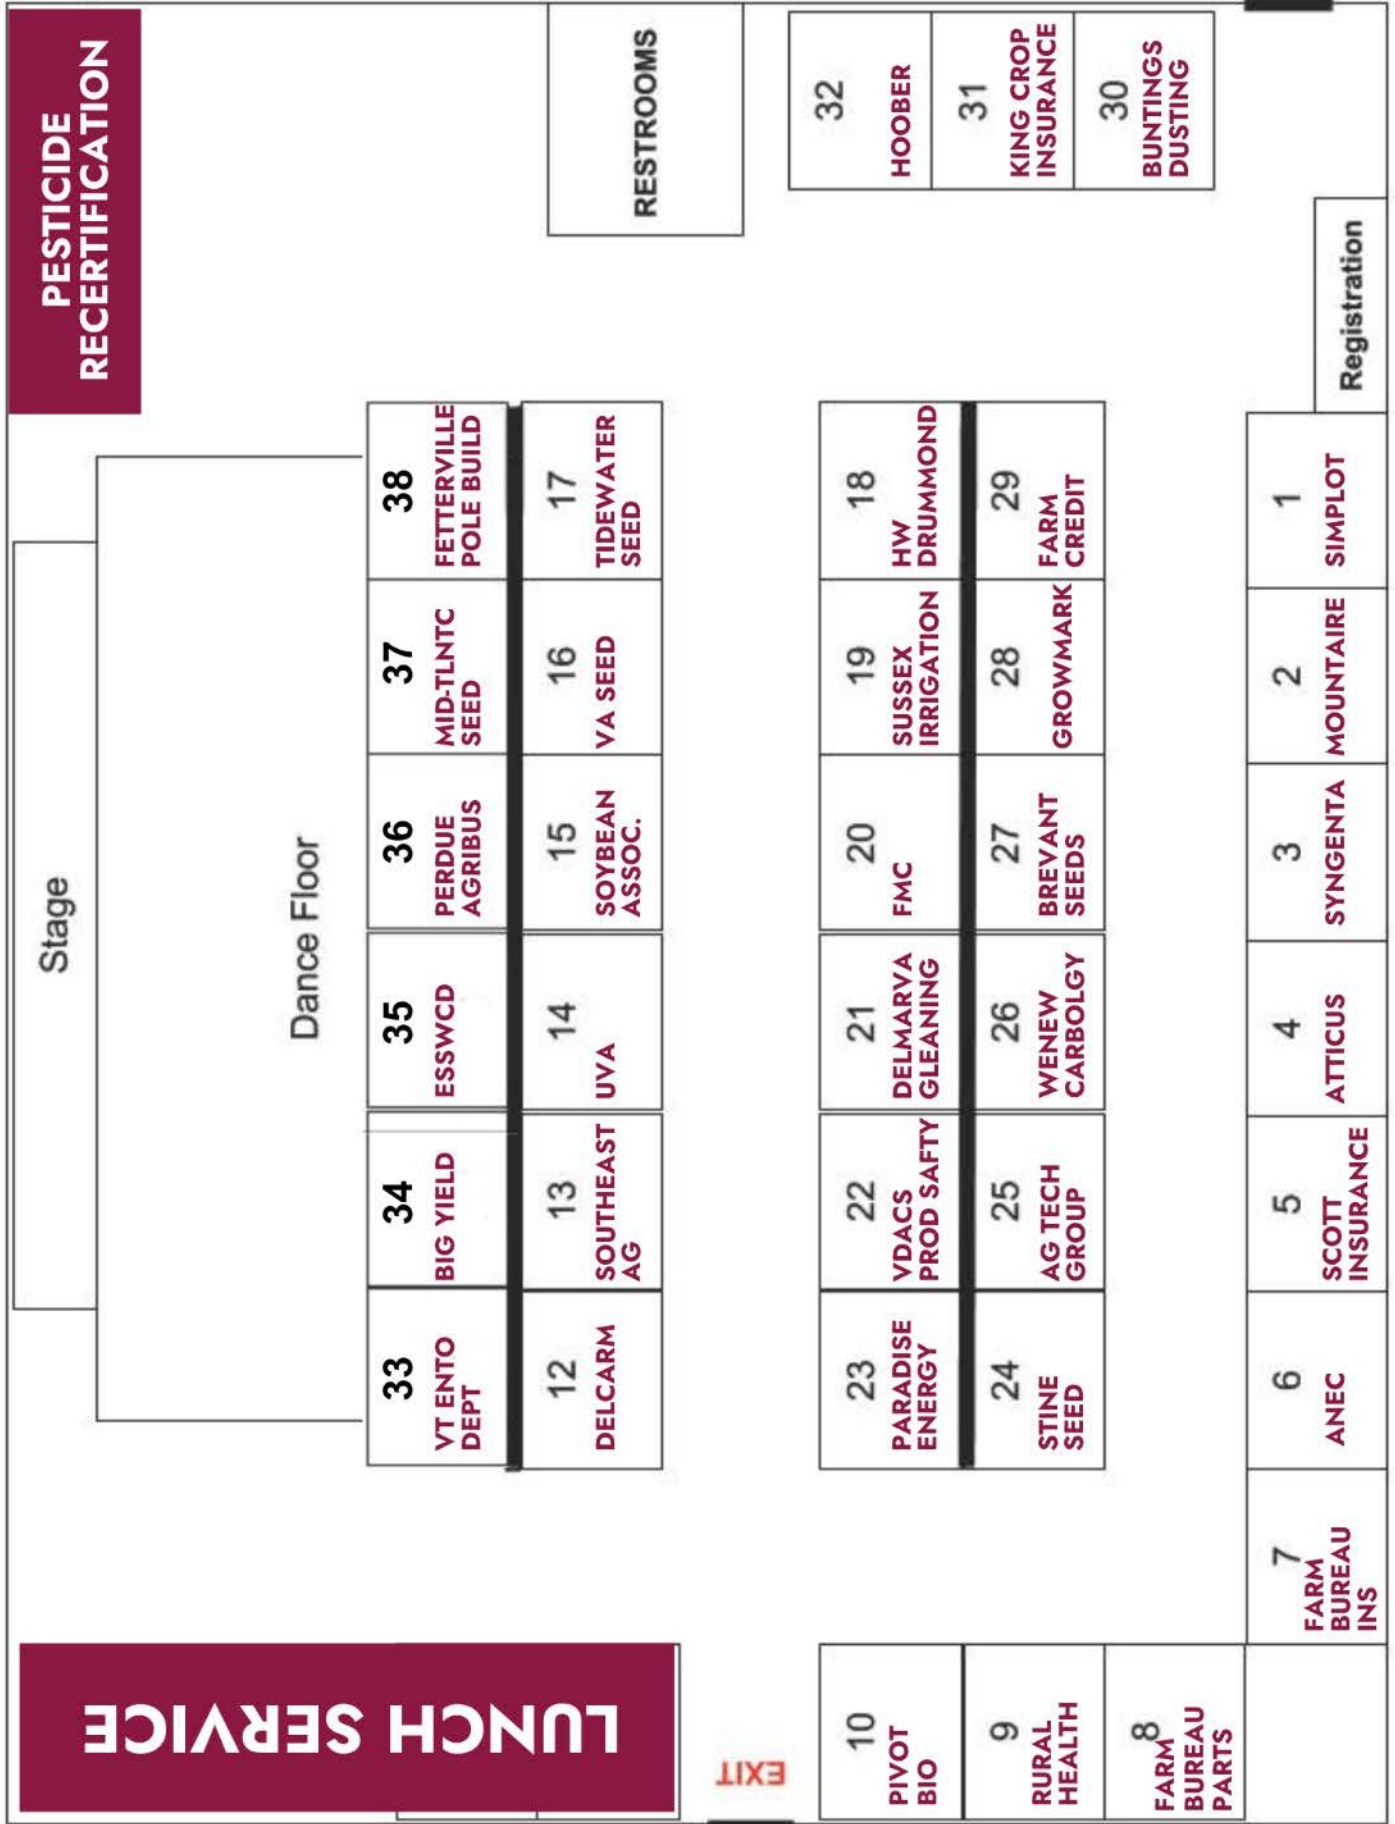 LUNCH SERVICE
Stage
PESTICIDE
RECERTIFICATION
Dance Floor
33
VT ENTO
DEPT
34
BIG YIELD
35
ESSWCD
36
PERDUE
AGRIBUS
37
MID-TLNTC
SEED
38
FETTERVILLE
POLE BUILD
12
DELCARM
13
SOUTHEAST
AG
14
UVA
15
SOYBEAN
ASSOC.
16
VA SEED
17
TIDEWATER
SEED
RESTROOMS
EXIT
23
PARADISE
ENERGY
22
VDACS
PROD SAFTY
21
DELMARVA
GLEANING
20
FMC
19
SUSSEX
IRRIGATION
18
HW
DRUMMOND
24
STINE
SEED
25
AG TECH
GROUP
26
WENEW
CARBOLGY
27
BREVANT
SEEDS
28
GROWMARK
29
FARM
CREDIT
10
PIVOT
BIO
9
RURAL
HEALTH
8
FARM
BUREAU
PARTS
32
HOOBER
31
KING CROP
INSURANCE
30
BUNTINGS
DUSTING
7
FARM
BUREAU
INS
6
ANEC
5
SCOTT
INSURANCE
4
ATTICUS
3
SYNGENTA
2
MOUNTAIRE
1
SIMPLOT
Registration